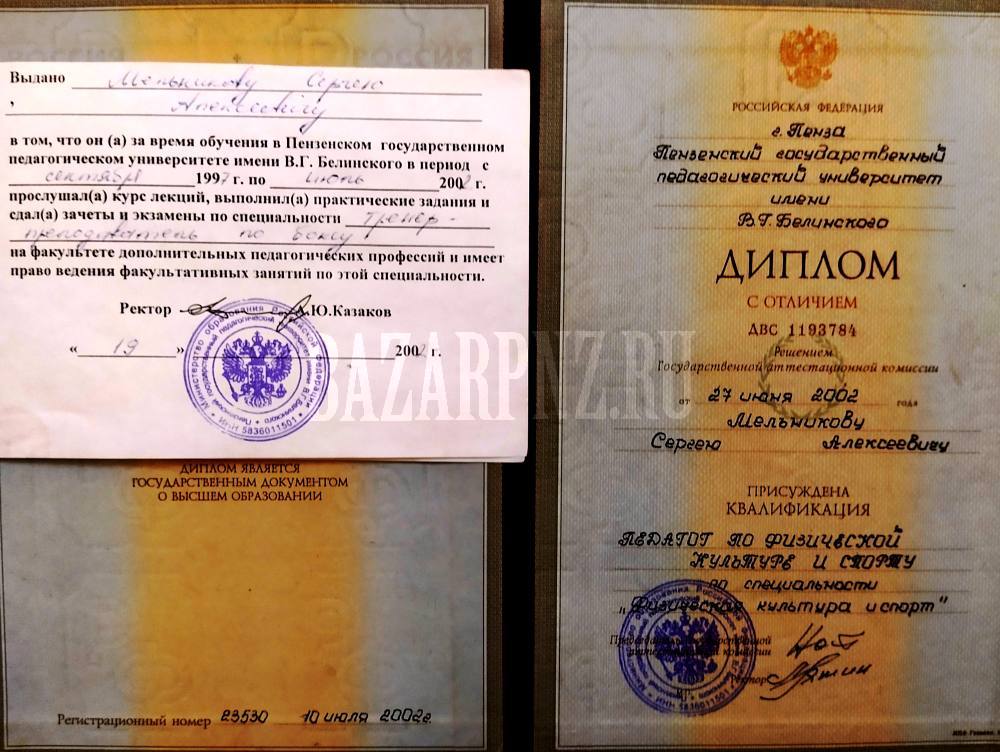 Выдано Мельникову Сергею
, Алексеевичу
в том, что он (а) за время обучения в Пензенском государственном
педагогическом университете имени В.Г. Белинского в период с
сентября 1997 г. по июнь 2002 г.
прослушал(а) курс лекций, выполнил(а) практические задания и
сдал(а) зачеты и экзамены по специальности тренер-
преподаватель по боксу
на факультете дополнительных педагогических профессий и имеет
право ведения факультативных занятий по этой специальности.
Ректор А.Ю.Казаков
« 19 » 2002 г.
ДИПЛОМ ЯВЛЯЕТСЯ
ГОСУДАРСТВЕННЫМ ДОКУМЕНТОМ
О ВЫСШЕМ ОБРАЗОВАНИИ
Регистрационный номер 23530 10 июля 2002г.
РОССИЙСКАЯ ФЕДЕРАЦИЯ
г. Пенза
Пензенский государственный
педагогический университет
имени
В.Г. Белинского
ДИПЛОМ
С ОТЛИЧИЕМ
ДВС 1193784
Решением
Государственной аттестационной комиссии
от 27 июня 2002 года
Мельникову
Сергею Алексеевичу
ПРИСУЖДЕНА
КВАЛИФИКАЦИЯ
ПЕДАГОГ ПО ФИЗИЧЕСКОЙ
КУЛЬТУРЕ И СПОРТУ
по специальности
"Физическая культура и спорт"
Председатель Государственной
аттестационной комиссии
Ректор
BAZARPNZ.RU